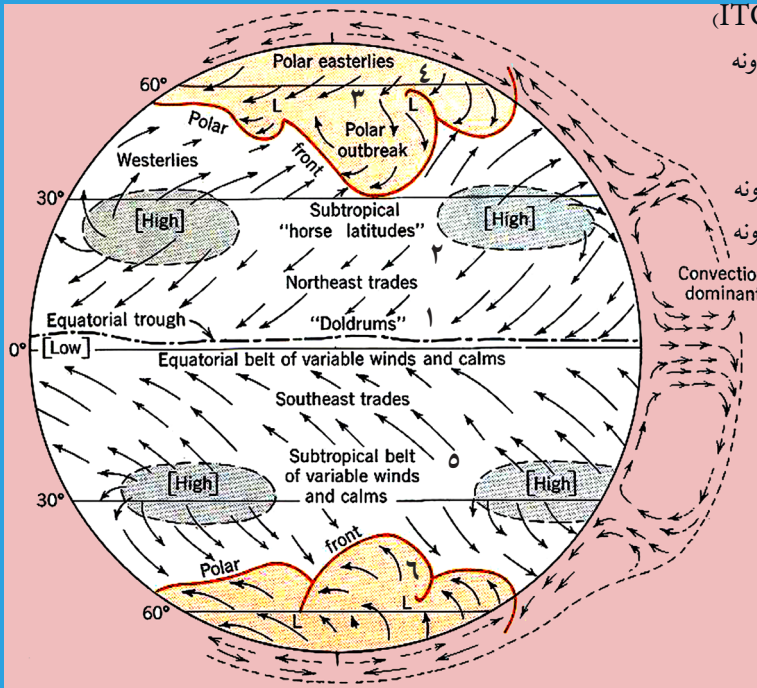 (ITC
ونه
Polar easterlies
60°
٤
٣
L
L
Polar
Polar
outbreak
front
Westerlies
ونه
30°
[High]
Subtropical
"horse latitudes"
[High]
ونه
٢
Northeast trades
Convectio
dominant
Equatorial trough
"Doldrums"
١
0°
[Low]
Equatorial belt of variable winds and calms
Southeast trades
Subtropical belt
of variable winds
and calms
٥
[High]
[High]
30°
front
Polar
٦
60°
L
L